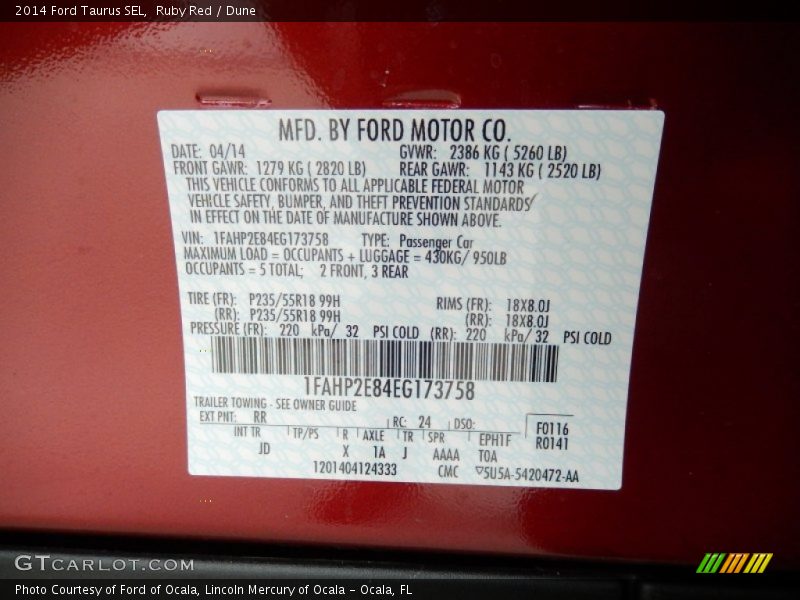 2014 Ford Taurus SEL, Ruby Red / Dune
MFD. BY FORD MOTOR CO.
DATE: 04/14 GVWR: 2386 KG ( 5260 LB)
FRONT GAWR: 1279 KG ( 2820 LB) REAR GAWR: 1143 KG ( 2520 LB)
THIS VEHICLE CONFORMS TO ALL APPLICABLE FEDERAL MOTOR
VEHICLE SAFETY, BUMPER, AND THEFT PREVENTION STANDARDS
IN EFFECT ON THE DATE OF MANUFACTURE SHOWN ABOVE.
VIN: 1FAHP2E84EG173758 TYPE: Passenger Car
MAXIMUM LOAD = OCCUPANTS + LUGGAGE = 430KG/ 950LB
OCCUPANTS = 5 TOTAL; 2 FRONT, 3 REAR
TIRE (FR): P235/55R18 99H RIMS (FR): 18X8.0J
(RR): P235/55R18 99H (RR): 18X8.0J
PRESSURE (FR): 220 kPa/ 32 PSI COLD (RR): 220 kPa/ 32 PSI COLD
1FAHP2E84EG173758
TRAILER TOWING - SEE OWNER GUIDE
EXT PNT: RR RC: 24 DSO: F0116
INT TR TP/PS R AXLE TR SPR EPH1F R0141
JD X 1A J AAAA TOA
1201404124333 CMC 5U5A-5420472-AA
GTCARLOT.COM
Photo Courtesy of Ford of Ocala, Lincoln Mercury of Ocala - Ocala, FL